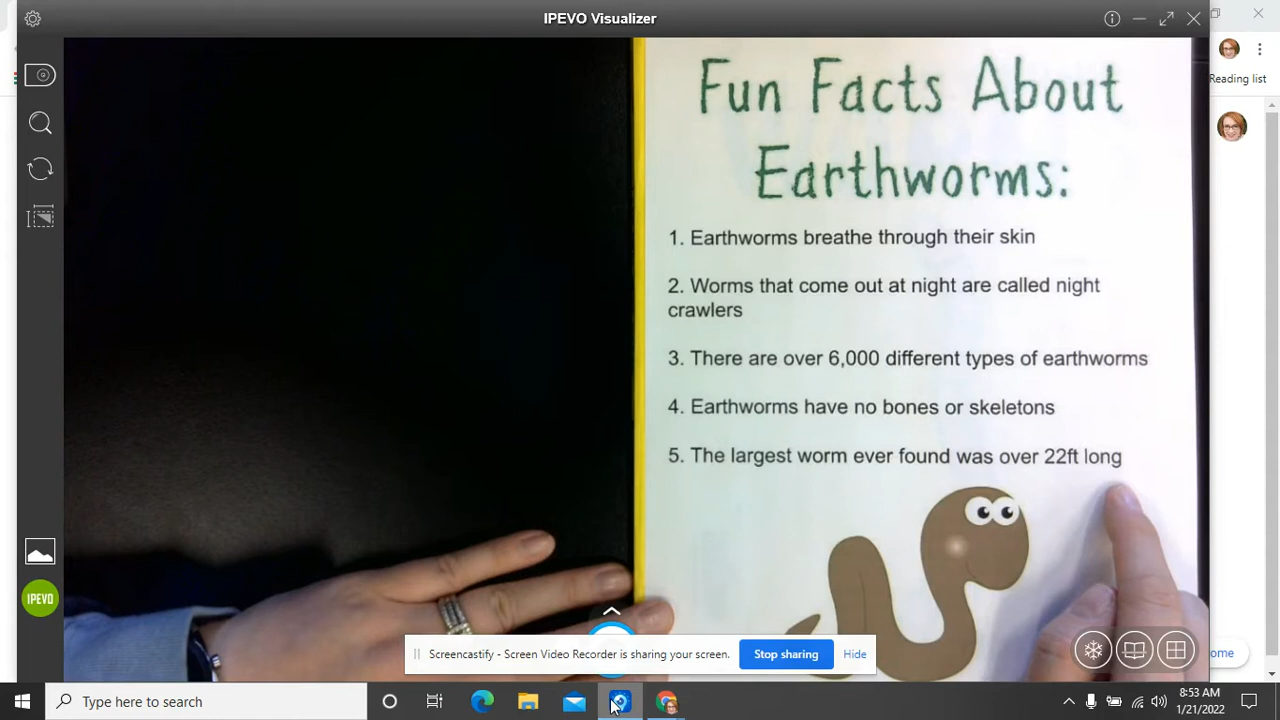 IPEVO Visualizer
Reading list
Fun Facts About
Earthworms:
1. Earthworms breathe through their skin
2. Worms that come out at night are called night
crawlers
3. There are over 6,000 different types of earthworms
4. Earthworms have no bones or skeletons
5. The largest worm ever found was over 22ft long
IPEVO
Screencastify - Screen Video Recorder is sharing your screen.
Stop sharing
Hide
ome
Type here to search
8:53 AM
1/21/2022